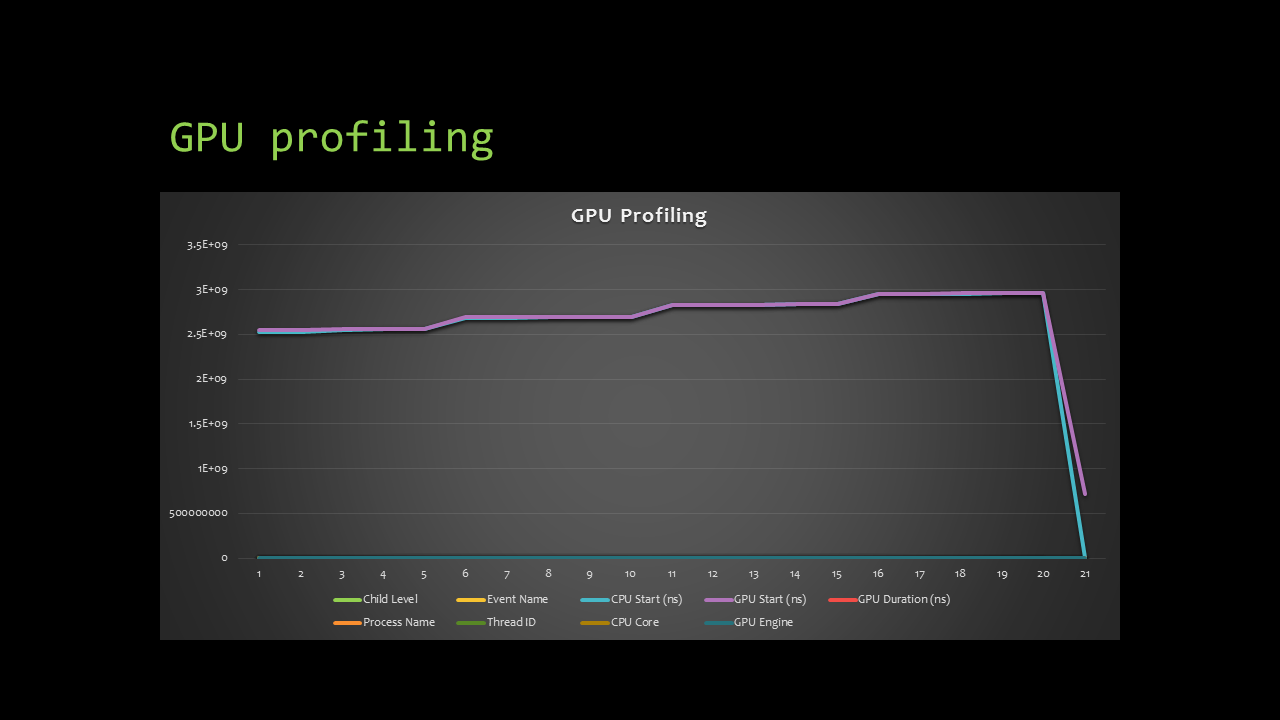 GPU profiling
GPU Profiling
3.5E+09
3E+09
2.5E+09
2E+09
1.5E+09
1E+09
500000000
0
1 2 3 4 5 6 7 8 9 10 11 12 13 14 15 16 17 18 19 20 21
Child Level Event Name CPU Start (ns) GPU Start (ns) GPU Duration (ns)
Process Name Thread ID CPU Core GPU Engine